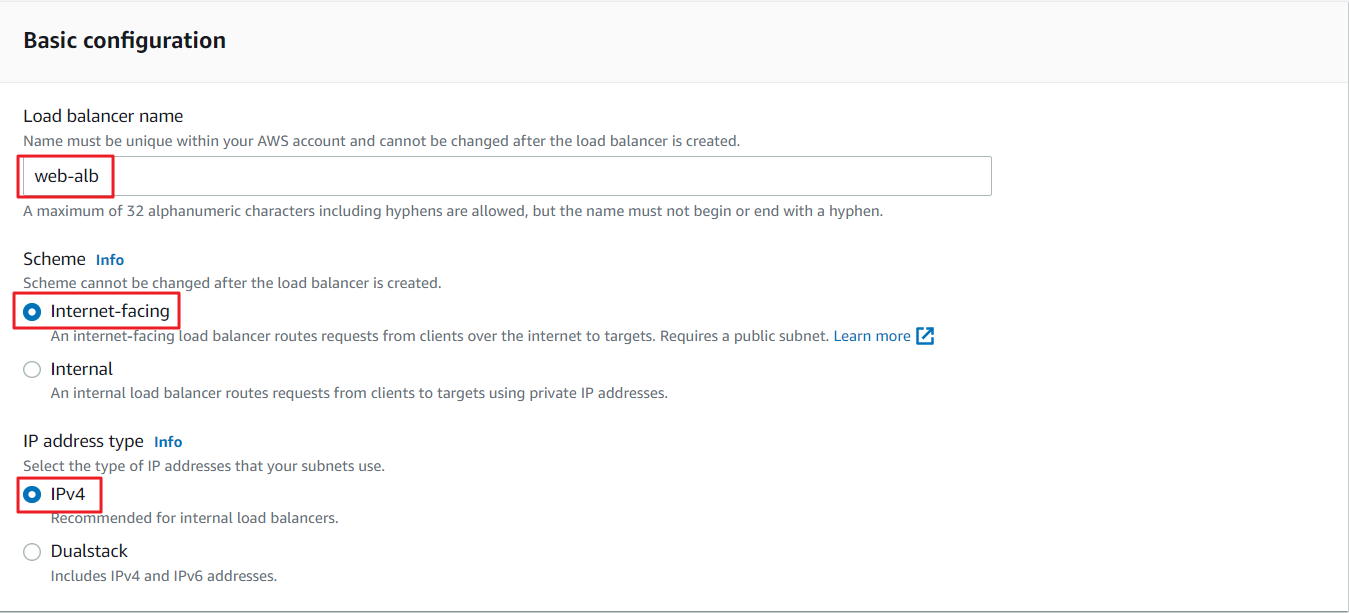 Basic configuration
Load balancer name
Name must be unique within your AWS account and cannot be changed after the load balancer is created.
web-alb
A maximum of 32 alphanumeric characters including hyphens are allowed, but the name must not begin or end with a hyphen.
Scheme Info
Scheme cannot be changed after the load balancer is created.
Internet-facing
An internet-facing load balancer routes requests from clients over the internet to targets. Requires a public subnet. Learn more
Internal
An internal load balancer routes requests from clients to targets using private IP addresses.
IP address type Info
Select the type of IP addresses that your subnets use.
IPv4
Recommended for internal load balancers.
Dualstack
Includes IPv4 and IPv6 addresses.